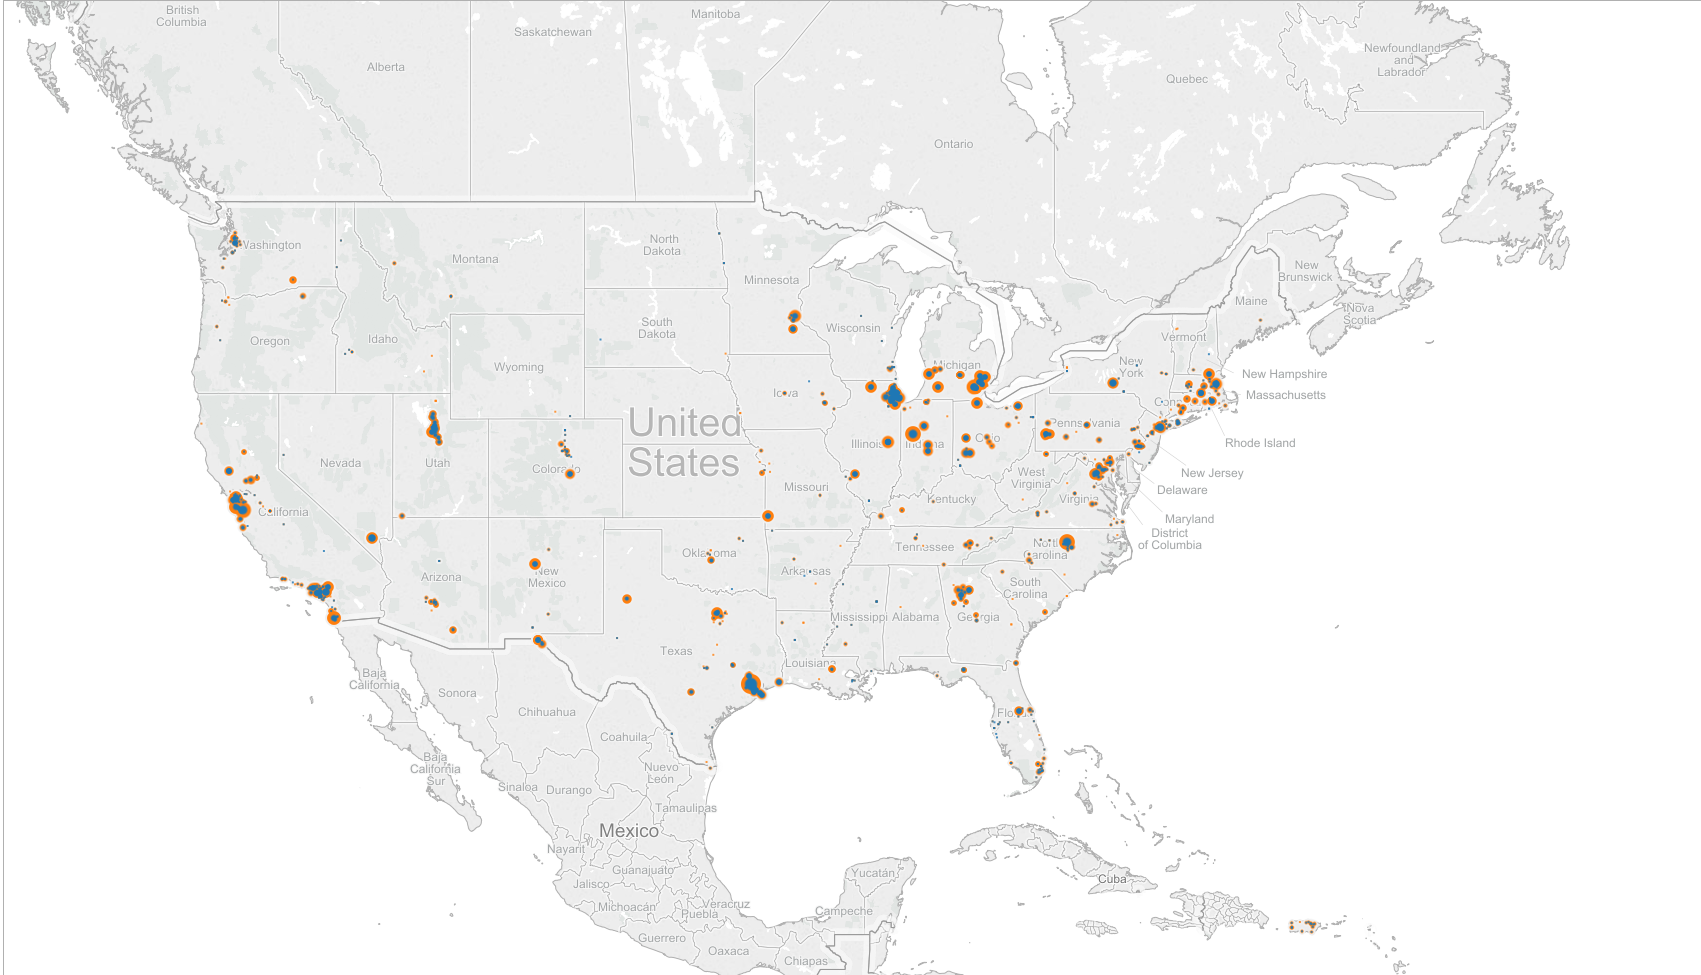 British
Columbia
Manitoba
Saskatchewan
Alberta
Newfoundland
and
Labrador
Quebec
Ontario
Washington
Montana
North
Dakota
Minnesota
New
Brunswick
Maine
Nova
Scotia
Oregon
Idaho
South
Dakota
Wisconsin
Vermont
Michigan
New
York
Wyoming
New Hampshire
Massachusetts
Iowa
United
States
Pennsylvania
Rhode Island
Nevada
Utah
Colorado
Illinois
Indiana
Ohio
West
Virginia
New Jersey
Delaware
Missouri
Kentucky
Virginia
California
Maryland
District
of Columbia
Oklahoma
Tennessee
North
Carolina
Arizona
New
Mexico
Arkansas
South
Carolina
Mississippi
Alabama
Georgia
Texas
Louisiana
Baja
California
Sonora
Chihuahua
Florida
Coahuila
Baja
California
Sur
Sinaloa
Durango
Nuevo
León
Tamaulipas
Mexico
Nayarit
Guanajuato
Yucatán
Cuba
Jalisco
Michoacán
Veracruz
Puebla
Campeche
Guerrero
Oaxaca
Chiapas